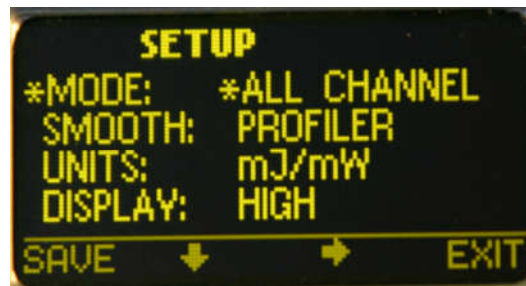 SETUP
*MODE: *ALL CHANNEL
SMOOTH: PROFILER
UNITS: mJ/mW
DISPLAY: HIGH
SAVE EXIT